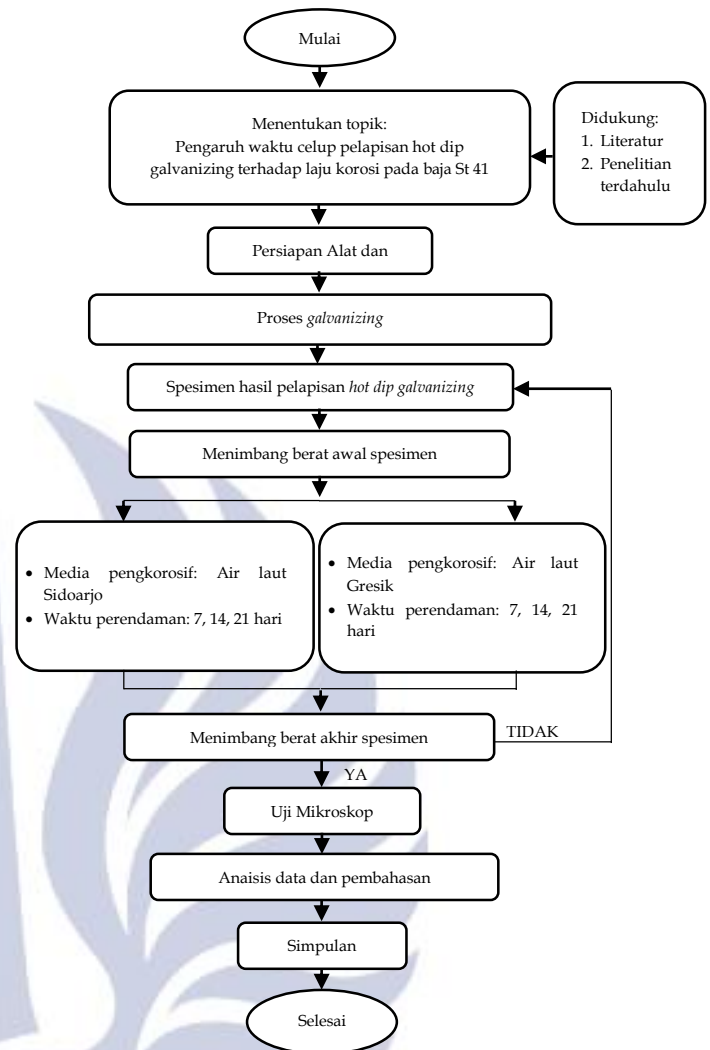 Mulai
Menentukan topik:
Pengaruh waktu celup pelapisan hot dip
galvanizing terhadap laju korosi pada baja St 41
Didukung:
1. Literatur
2. Penelitian
terdahulu
Persiapan Alat dan
Proses galvanizing
Spesimen hasil pelapisan hot dip galvanizing
Menimbang berat awal spesimen
• Media pengkorosif: Air laut
Sidoarjo
• Waktu perendaman: 7, 14, 21 hari
• Media pengkorosif: Air laut
Gresik
• Waktu perendaman: 7, 14, 21
hari
Menimbang berat akhir spesimen
TIDAK
YA
Uji Mikroskop
Anaisis data dan pembahasan
Simpulan
Selesai